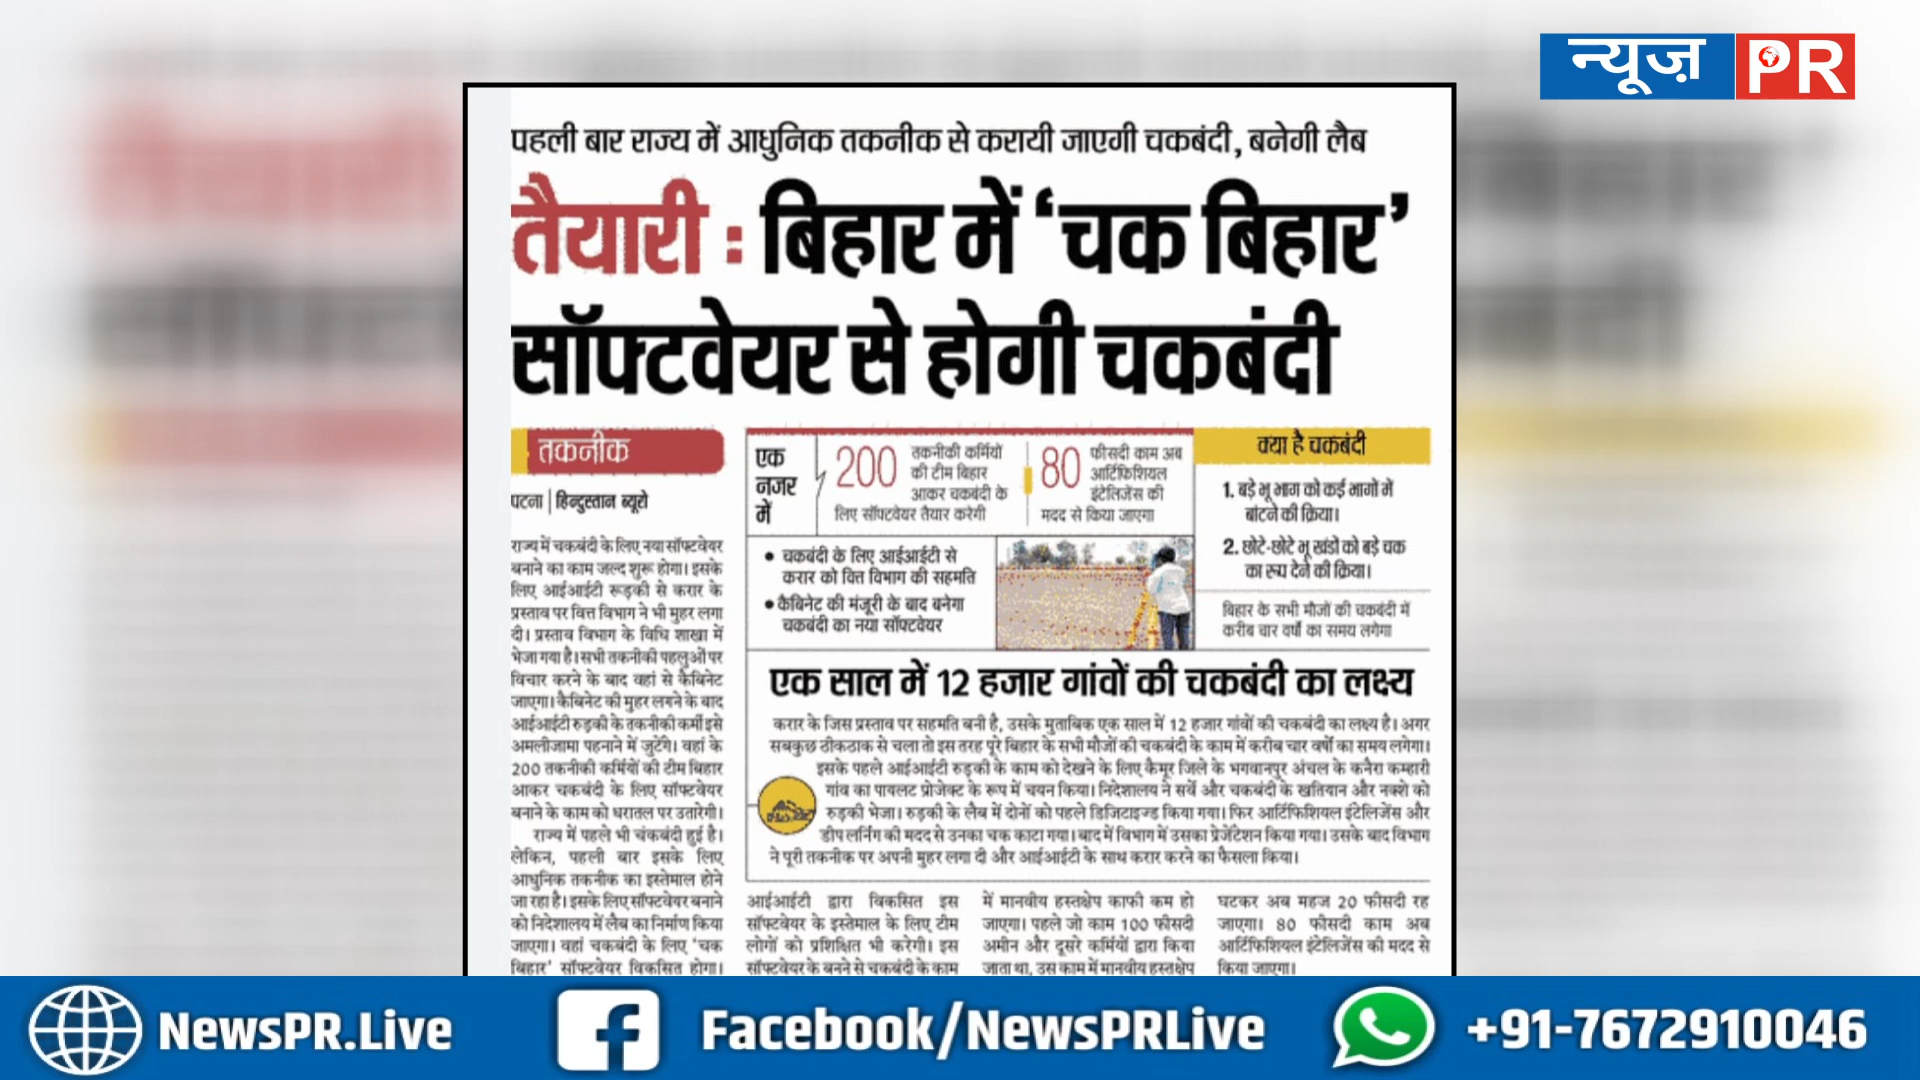 न्यूज़ PR
पहली बार राज्य में आधुनिक तकनीक से करायी जाएगी चकबंदी, बनेगी लैब
तैयारी : बिहार में ‘चक बिहार’
सॉफ्टवेयर से होगी चकबंदी
तकनीक
पटना | हिन्दुस्तान ब्यूरो
राज्य में चकबंदी के लिए नया सॉफ्टवेयर
बनाने का काम जल्द शुरू होगा। इसके
लिए आईआईटी रूड़की से करार के
प्रस्ताव पर वित्त विभाग ने भी मुहर लगा
दी। प्रस्ताव विभाग के विधि शाखा में
भेजा गया है। सभी तकनीकी पहलुओं पर
विचार करने के बाद वहां से कैबिनेट
जाएगा। कैबिनेट की मुहर लगने के बाद
आईआईटी रुड़की के तकनीकी कर्मी इसे
अमलीजामा पहनाने में जुटेंगे। वहां के
200 तकनीकी कर्मियों की टीम बिहार
आकर चकबंदी के लिए सॉफ्टवेयर
बनाने के काम को धरातल पर उतारेगी।
राज्य में पहले भी चंकबंदी हुई है।
लेकिन, पहली बार इसके लिए
आधुनिक तकनीक का इस्तेमाल होने
जा रहा है। इसके लिए सॉफ्टवेयर बनाने
को निदेशालय में लैब का निर्माण किया
जाएगा। वहां चकबंदी के लिए ‘चक
बिहार’ सॉफ्टवेयर विकसित होगा।
एक
नजर
में
200 तकनीकी कर्मियों
की टीम बिहार
आकर चकबंदी के
लिए सॉफ्टवेयर तैयार करेगी
80 फीसदी काम अब
आर्टिफिशियल
इंटेलिजेंस की
मदद से किया जाएगा
• चकबंदी के लिए आईआईटी से
करार को वित्त विभाग की सहमति
• कैबिनेट की मंजूरी के बाद बनेगा
चकबंदी का नया सॉफ्टवेयर
क्या है चकबंदी
1. बड़े भू भाग को कई भागों में
बांटने की क्रिया।
2. छोटे-छोटे भू खंडों को बड़े चक
का रूप देने की क्रिया।
बिहार के सभी मौजों की चकबंदी में
करीब चार वर्षों का समय लगेगा
एक साल में 12 हजार गांवों की चकबंदी का लक्ष्य
करार के जिस प्रस्ताव पर सहमति बनी है, उसके मुताबिक एक साल में 12 हजार गांवों की चकबंदी का लक्ष्य है। अगर
सबकुछ ठीकठाक से चला तो इस तरह पूरे बिहार के सभी मौजों की चकबंदी के काम में करीब चार वर्षों का समय लगेगा।
इसके पहले आईआईटी रुड़की के काम को देखने के लिए कैमूर जिले के भगवानपुर अंचल के कनैरा कम्हारी
गांव का पायलट प्रोजेक्ट के रूप में चयन किया। निदेशालय ने सर्वे और चकबंदी के खतियान और नक्शे को
रुड़की भेजा। रुड़की के लैब में दोनों को पहले डिजिटाइज्ड किया गया। फिर आर्टिफिशियल इंटेलिजेंस और
डीप लर्निंग की मदद से उनका चक काटा गया। बाद में विभाग में उसका प्रेजेंटेशन किया गया। उसके बाद विभाग
ने पूरी तकनीक पर अपनी मुहर लगा दी और आईआईटी के साथ करार करने का फैसला किया।
आईआईटी द्वारा विकसित इस
सॉफ्टवेयर के इस्तेमाल के लिए टीम
लोगों को प्रशिक्षित भी करेगी। इस
सॉफ्टवेयर के बनने से चकबंदी के काम
में मानवीय हस्तक्षेप काफी कम हो
जाएगा। पहले जो काम 100 फीसदी
अमीन और दूसरे कर्मियों द्वारा किया
जाता था, उस काम में मानवीय हस्तक्षेप
घटकर अब महज 20 फीसदी रह
जाएगा। 80 फीसदी काम अब
आर्टिफिशियल इंटेलिजेंस की मदद से
किया जाएगा।
NewsPR.Live
Facebook/NewsPRLive
+91-7672910046